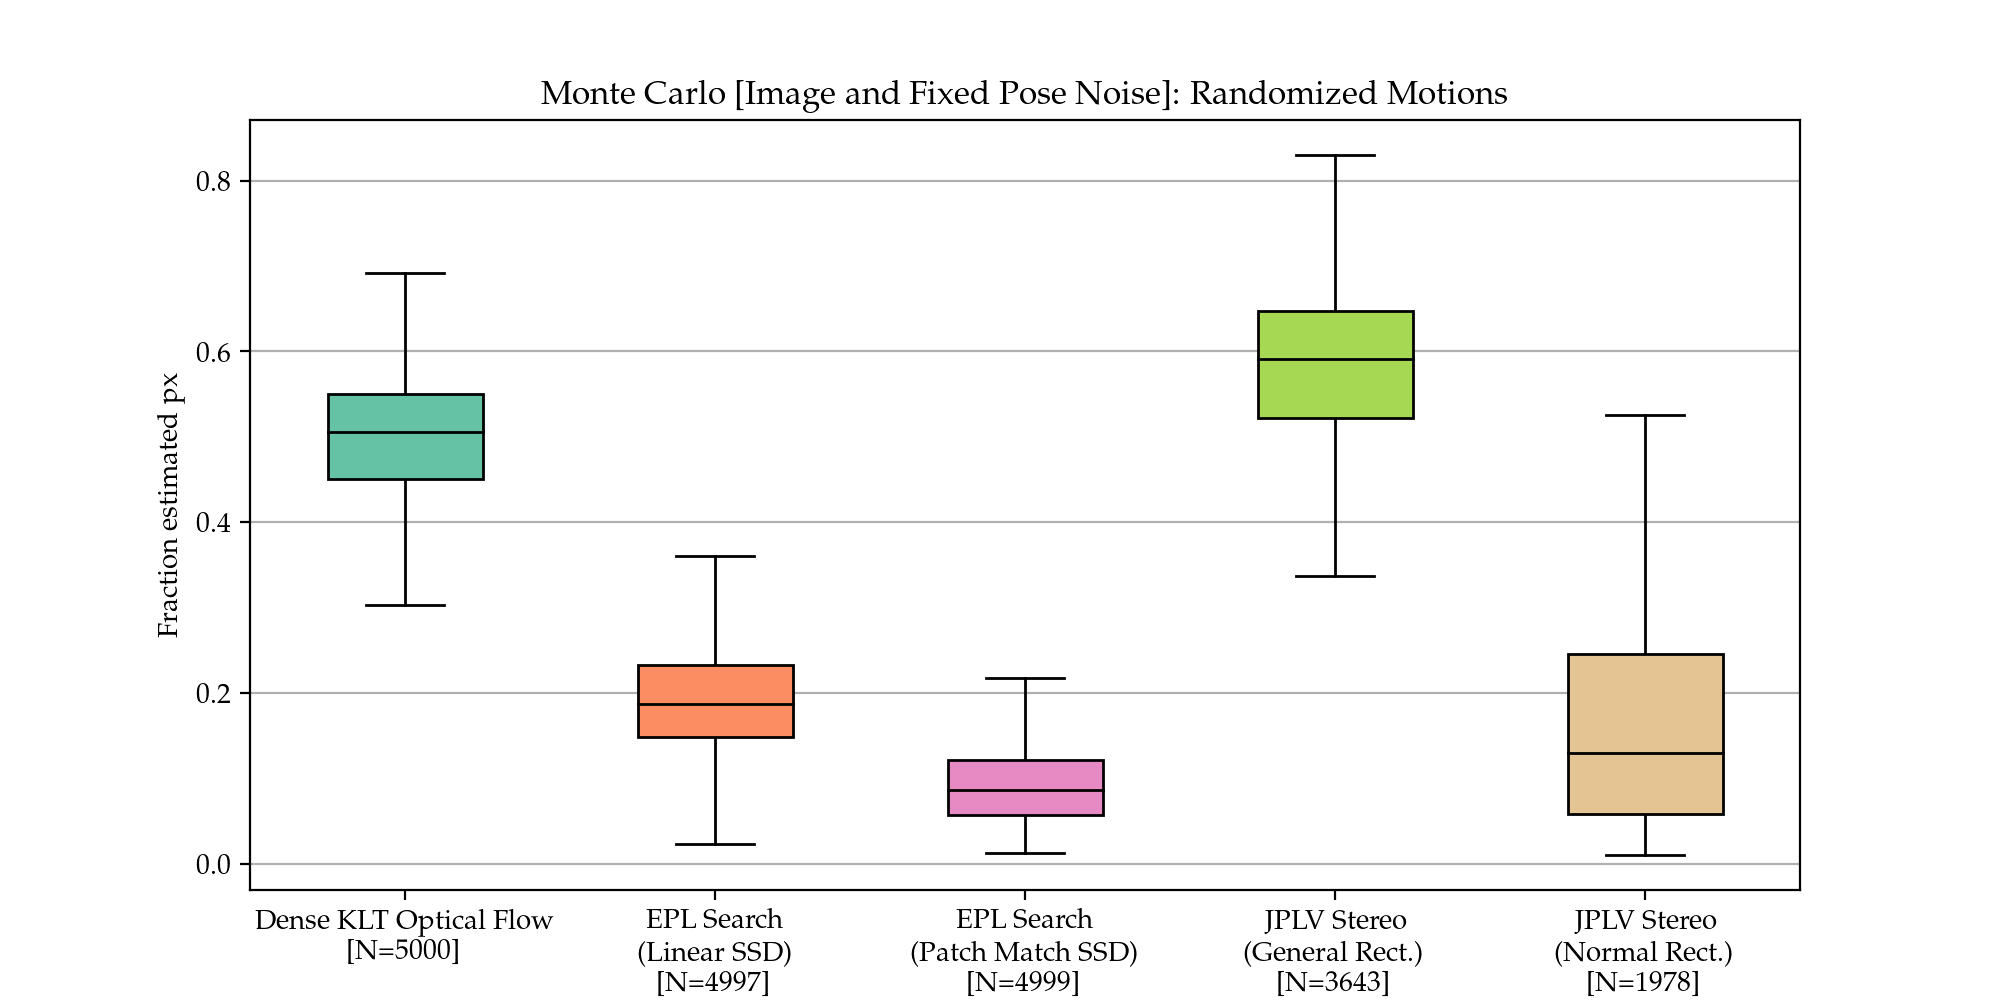 Monte Carlo [Image and Fixed Pose Noise]: Randomized Motions
Fraction estimated px
0.8
0.6
0.4
0.2
0.0
Dense KLT Optical Flow
[N=5000]
EPL Search
(Linear SSD)
[N=4997]
EPL Search
(Patch Match SSD)
[N=4999]
JPLV Stereo
(General Rect.)
[N=3643]
JPLV Stereo
(Normal Rect.)
[N=1978]